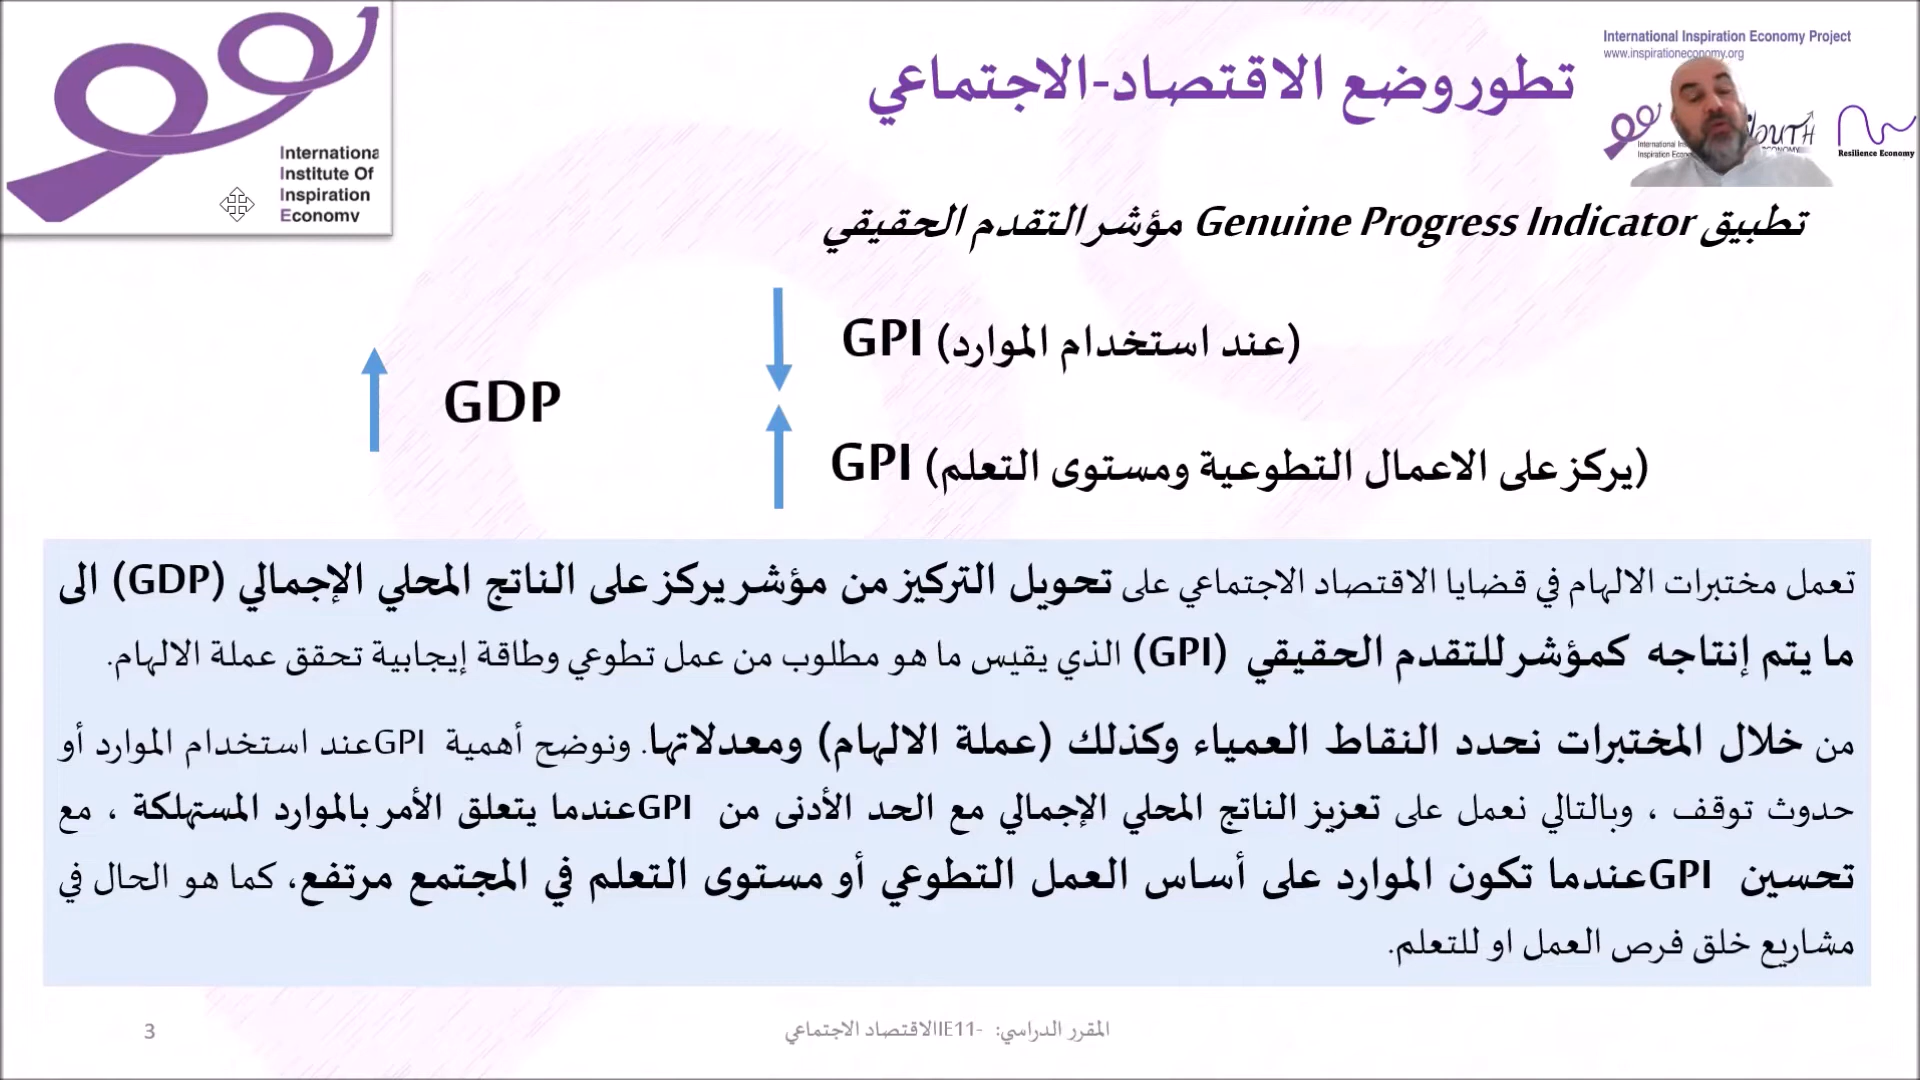 Internationa
Institute Of
Inspiration
Economy
International Inspiration Economy Project
www.inspirationeconomy.org
تطور وضع الاقتصاد-الاجتماعي
Resilience Economy
تطبيق Genuine Progress Indicator مؤشر التقدم الحقيقي
GPI (عند استخدام الموارد)
GDP
GPI (يركز على الاعمال التطوعية ومستوى التعلم)
تعمل مختبرات الالهام في قضايا الاقتصاد الاجتماعي على تحويل التركيز من مؤشر يركز على الناتج المحلي الإجمالي (GDP) الى
ما يتم إنتاجه كمؤشر للتقدم الحقيقي (GPI) الذي يقيس ما هو مطلوب من عمل تطوعي وطاقة إيجابية تحقق عملة الالهام.
من خلال المختبرات نحدد النقاط العمياء وكذلك (عملة الالهام) ومعدلاتها. ونوضح أهمية GPIعند استخدام الموارد أو
حدوث توقف ، وبالتالي نعمل على تعزيز الناتج المحلي الإجمالي مع الحد الأدنى من GPIعندما يتعلق الأمر بالموارد المستهلكة ، مع
تحسين GPIعندما تكون الموارد على أساس العمل التطوعي أو مستوى التعلم في المجتمع مرتفع، كما هو الحال في
مشاريع خلق فرص العمل او للتعلم.
المقرر الدراسي: -IE11الاقتصاد الاجتماعي
3